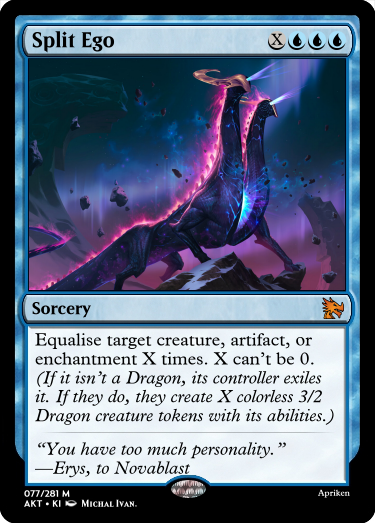 Split Ego X
Sorcery
Equalise target creature, artifact, or
enchantment X times. X can't be 0.
(If it isn't a Dragon, its controller exiles
it. If they do, they create X colorless 3/2
Dragon creature tokens with its abilities.)
“You have too much personality.”
—Erys, to Novablast
077/281 M
Apriken
AKT • KI Michal Ivan.